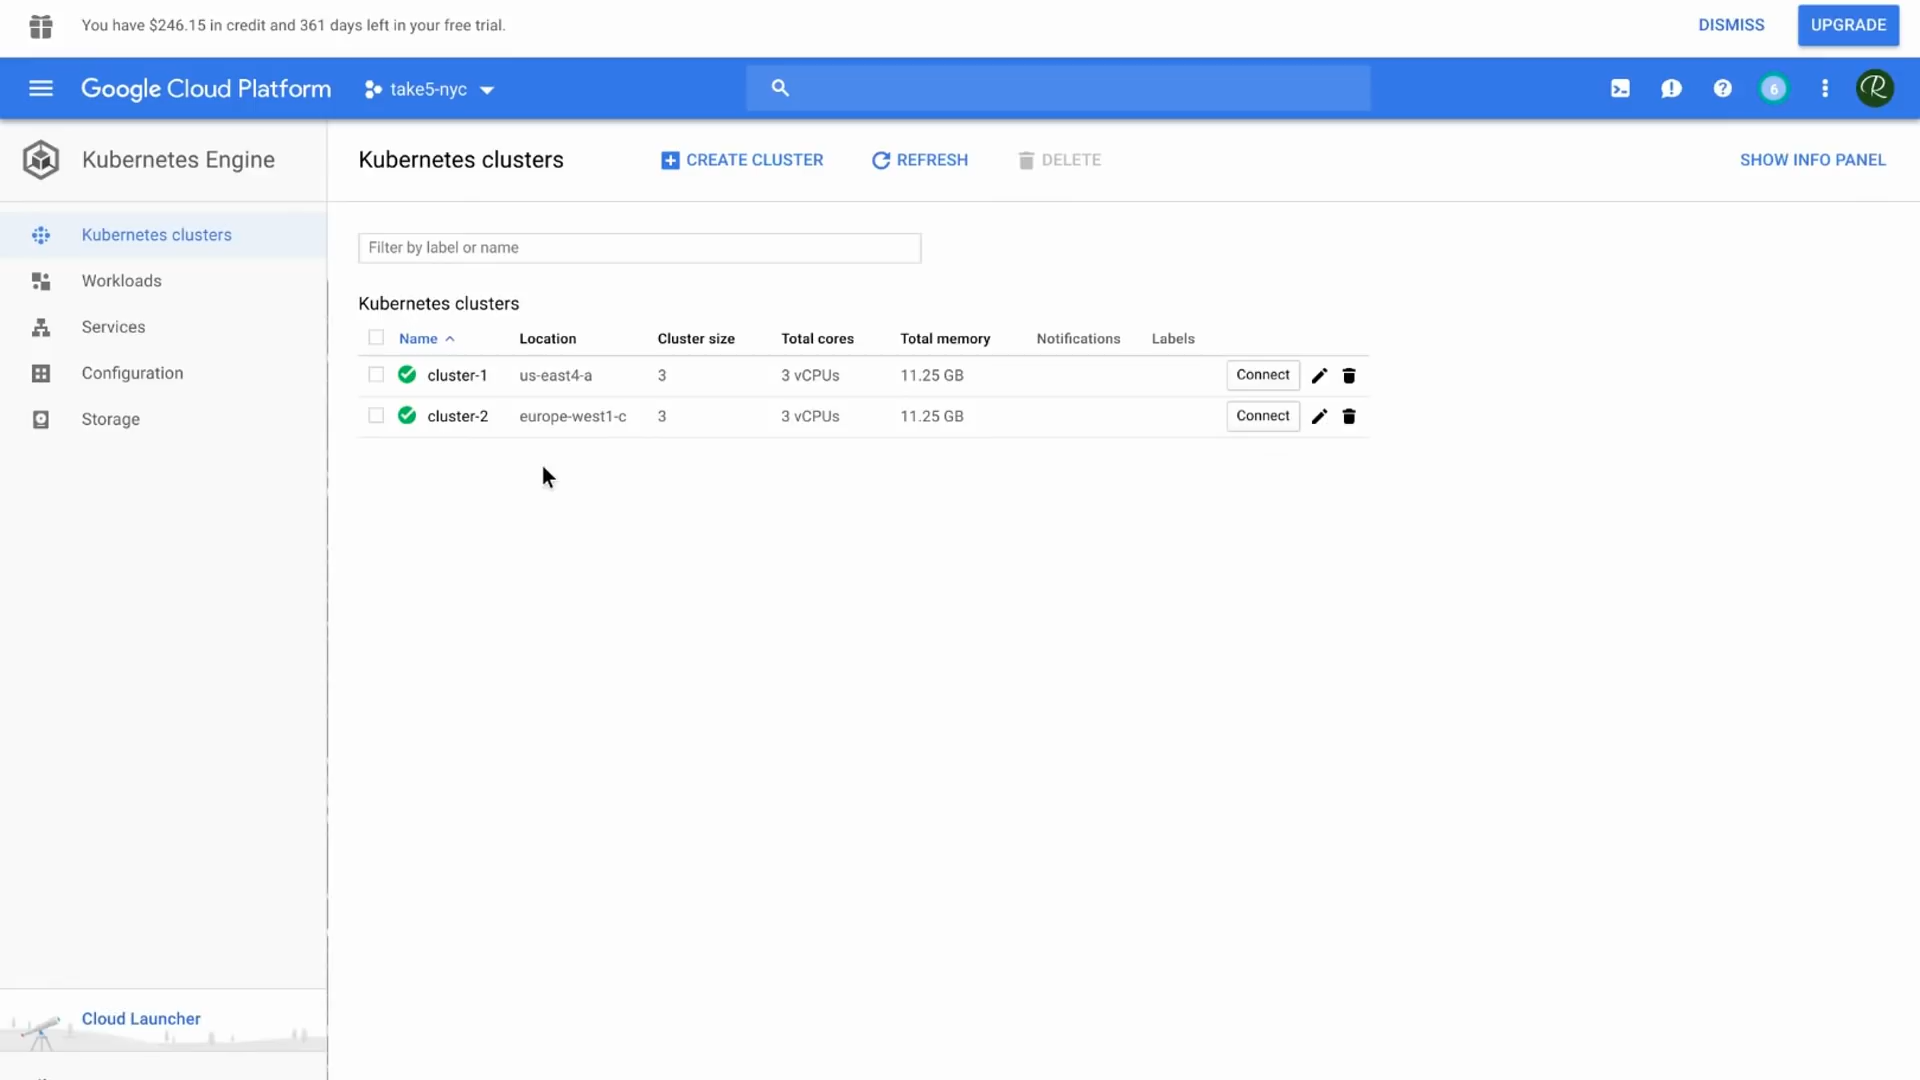 You have $246.15 in credit and 361 days left in your free trial.
DISMISS
UPGRADE
Google Cloud Platform
take5-nyc
6
R
Kubernetes Engine
Kubernetes clusters
CREATE CLUSTER
REFRESH
DELETE
SHOW INFO PANEL
Kubernetes clusters
Workloads
Services
Configuration
Storage
Filter by label or name
Kubernetes clusters
Name Location Cluster size Total cores Total memory Notifications Labels
cluster-1 us-east4-a 3 3 vCPUs 11.25 GB Connect
cluster-2 europe-west1-c 3 3 vCPUs 11.25 GB Connect
Cloud Launcher